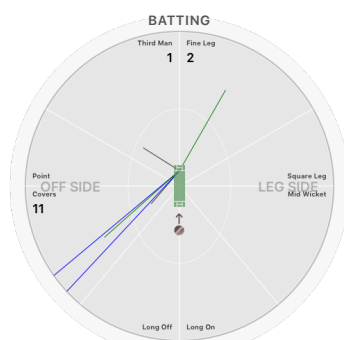 BATTING
Third Man
Fine Leg
1
2
Point
Square Leg
OFF SIDE
LEG SIDE
Covers
Mid Wicket
11
Long Off
Long On